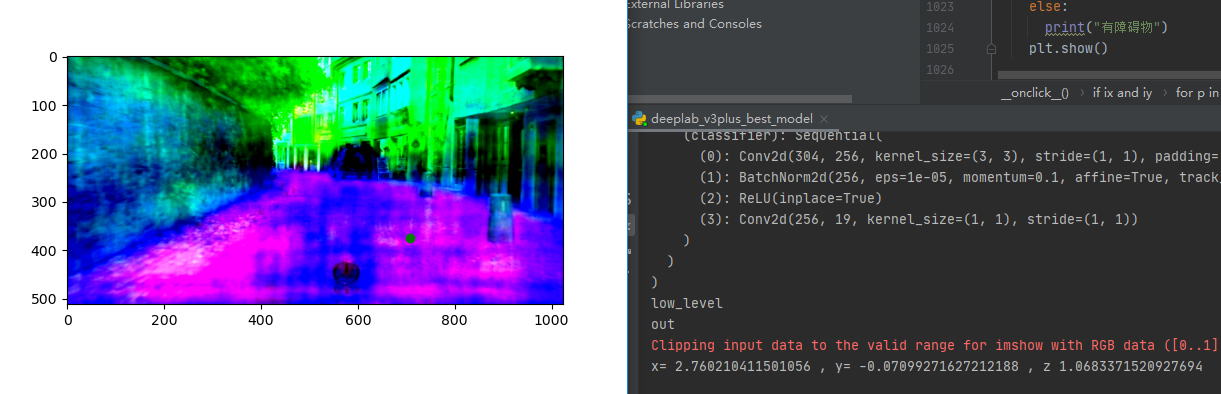 0
100
200
300
400
500
0
200
400
600
800
1000
External Libraries
Scratches and Consoles
1023 else:
1024 print("有障碍物")
1025 plt.show()
1026
__onclick__() › if ix and iy › for p in
deeplab_v3plus_best_model ×
(classifier): Sequential(
(0): Conv2d(304, 256, kernel_size=(3, 3), stride=(1, 1), padding=
(1): BatchNorm2d(256, eps=1e-05, momentum=0.1, affine=True, track_
(2): ReLU(inplace=True)
(3): Conv2d(256, 19, kernel_size=(1, 1), stride=(1, 1))
)
)
)
low_level
out
Clipping input data to the valid range for imshow with RGB data ([0..1]
x= 2.760210411501056 , y= -0.07099271627212188 , z 1.0683371520927694